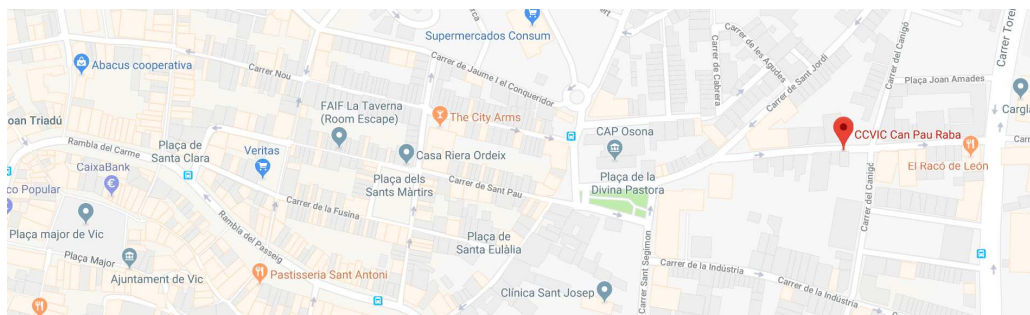 Supermercados Consum
Abacus cooperativa
Carrer Nou
Carrer de Jaume I el Conqueridor
Carrer de Cabrera
Carrer de les Agudes
Carrer de Sant Jordi
Carrer del Canigó
Plaça Joan Amades
Carrer Tore
Cargla
FAIF La Taverna
(Room Escape)
The City Arms
CAP Osona
CCVIC Can Pau Raba
El Racó de León
oan Triadú
Rambla del Carme
Plaça de
Santa Clara
Veritas
Casa Riera Ordeix
CaixaBank
co Popular
Plaça dels
Sants Màrtirs
Carrer de Sant Pau
Plaça de la
Divina Pastora
Carrer del Canigó
Carrer de la Fusina
Plaça major de Vic
Rambla del Passeig
Plaça de
Santa Eulàlia
Carrer Sant Segimon
Plaça Major
Ajuntament de Vic
Pastisseria Sant Antoni
Clínica Sant Josep
Carrer de la Indústria
Carrer de la Indústria